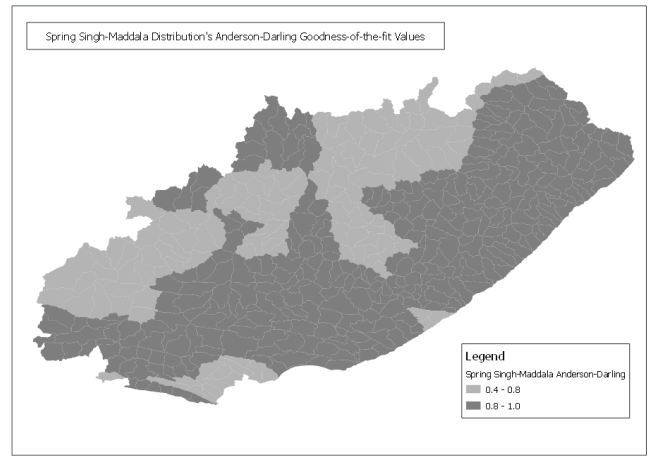 Spring Singh-Maddala Distribution's Anderson-Darling Goodness-of-the-fit Values
Legend
Spring Singh-Maddala Anderson-Darling
0.4 - 0.8
0.8 - 1.0